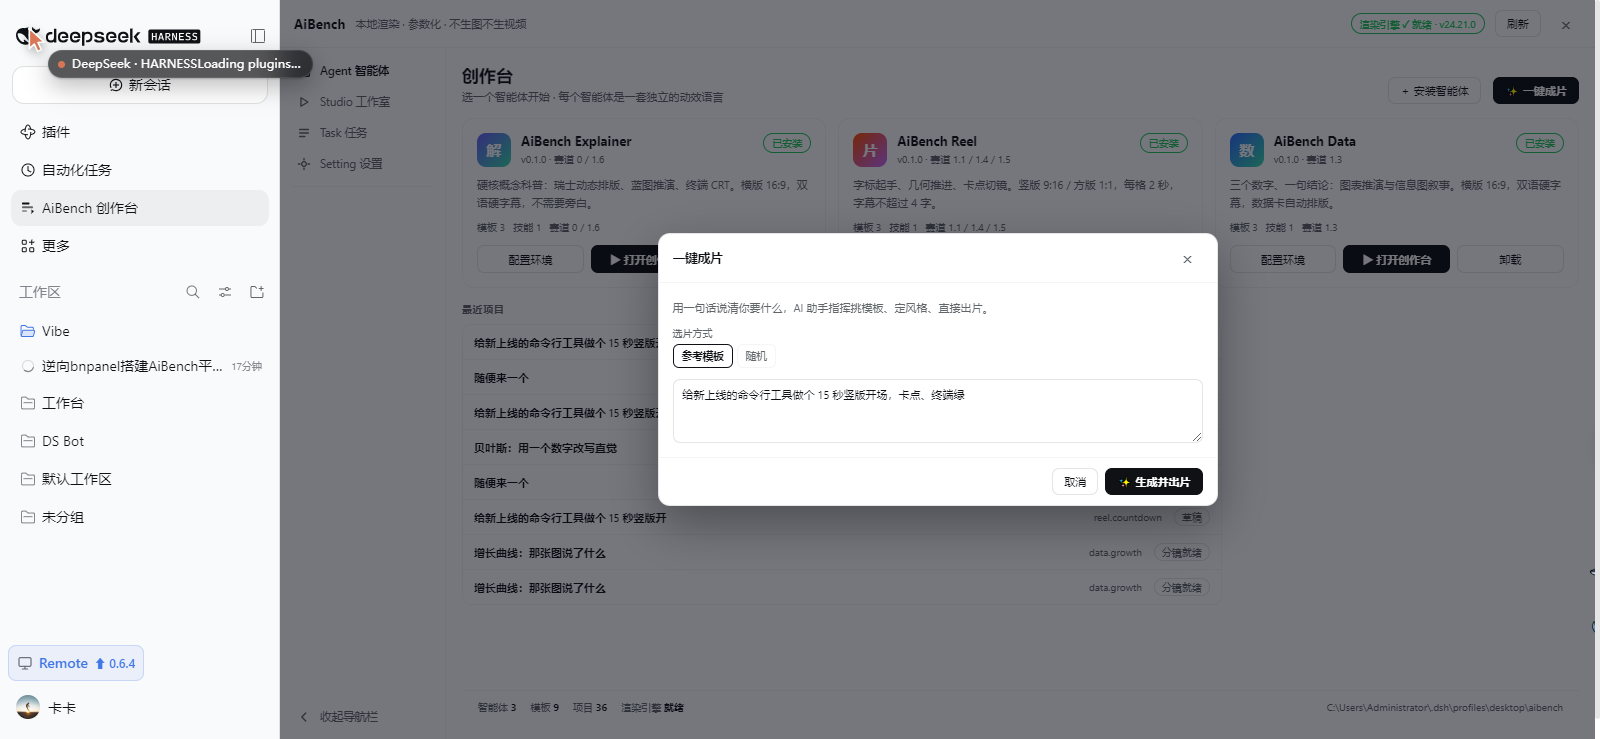 deepseek HARNESS
DeepSeek · HARNESSLoading plugins...
新会话
插件
自动化任务
AiBench 创作台
更多
工作区
Vibe
逆向bnpanel搭建AiBench平... 17分钟
工作台
DS Bot
默认工作区
未分组
Remote 0.6.4
卡卡
AiBench 本地渲染 · 参数化 · 不生图不生视频
渲染引擎 ✓ 就绪 · v24.21.0 刷新
Agent 智能体
Studio 工作室
Task 任务
Setting 设置
收起导航栏
创作台
选一个智能体开始 · 每个智能体是一套独立的动效语言
+ 安装智能体 一键成片
解 AiBench Explainer 已安装
v0.1.0 · 赛道 0 / 1.6
硬核概念科普：瑞士动态排版、蓝图推演、终端 CRT。横版 16:9，双
语硬字幕，不需要旁白。
模板 3 技能 1 赛道 0 / 1.6
配置环境 ▶ 打开创
片 AiBench Reel 已安装
v0.1.0 · 赛道 1.1 / 1.4 / 1.5
字标起手、几何推进、卡点切镜。竖版 9:16 / 方版 1:1，每格 2 秒，
字幕不超过 4 字。
模板 3 技能 1 赛道 1.1 / 1.4 / 1.5
数 AiBench Data 已安装
v0.1.0 · 赛道 1.3
三个数字、一句结论：图表推演与信息图叙事。横版 16:9，双语硬字
幕，数据卡自动排版。
模板 3 技能 1 赛道 1.3
配置环境 ▶ 打开创作台 卸载
最近项目
给新上线的命令行工具做个 15 秒竖版开
随便来一个
给新上线的命令行工具做个 15 秒竖版开
贝叶斯：用一个数字改写直觉
随便来一个
给新上线的命令行工具做个 15 秒竖版开 reel.countdown 草稿
增长曲线：那张图说了什么 data.growth 分镜就绪
增长曲线：那张图说了什么 data.growth 分镜就绪
一键成片
用一句话说清你要什么，AI 助手指挥挑模板、定风格、直接出片。
选片方式
参考模板 随机
给新上线的命令行工具做个 15 秒竖版开场，卡点、终端绿
取消 生成并出片
智能体 3 模板 9 项目 36 渲染引擎 就绪
C:\Users\Administrator\.dsh\profiles\desktop\aibench